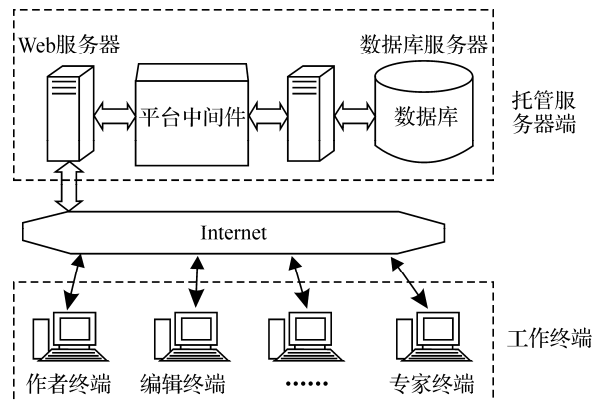 Web服务器
数据库服务器
平台中间件
数据库
托管服
务器端
Internet
作者终端
编辑终端
……
专家终端
工作终端